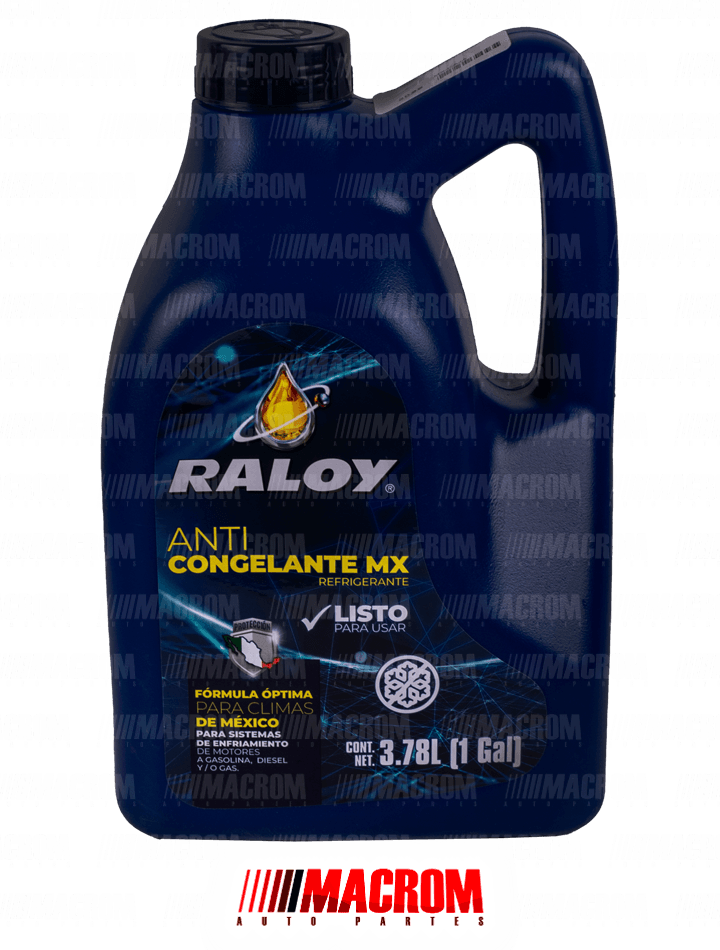 RALOY®
ANTI
CONGELANTE MX
REFRIGERANTE
LISTO
PARA USAR
PROTECCIÓN
FÓRMULA ÓPTIMA
PARA CLIMAS
DE MÉXICO
PARA SISTEMAS
DE ENFRIAMIENTO
DE MOTORES
A GASOLINA, DIESEL
Y / O GAS.
CONT.
NET. 3.78L (1 Gal)
MACROM
AUTO PARTES